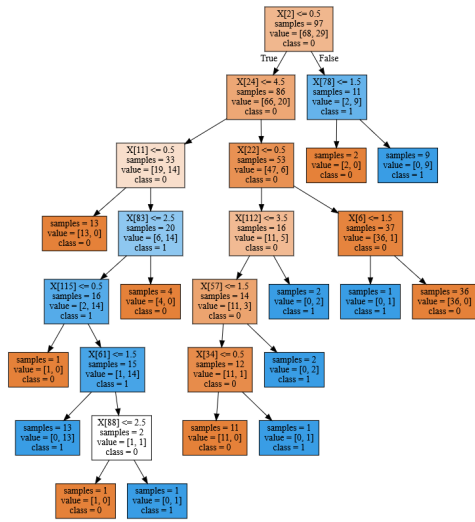 X[2] <= 0.5
samples = 97
value = [68, 29]
class = 0
True
False
X[24] <= 4.5
samples = 86
value = [66, 20]
class = 0
X[78] <= 1.5
samples = 11
value = [2, 9]
class = 1
X[11] <= 0.5
samples = 33
value = [19, 14]
class = 0
X[22] <= 0.5
samples = 53
value = [47, 6]
class = 0
samples = 2
value = [2, 0]
class = 0
samples = 9
value = [0, 9]
class = 1
samples = 13
value = [13, 0]
class = 0
X[83] <= 2.5
samples = 20
value = [6, 14]
class = 1
X[112] <= 3.5
samples = 16
value = [11, 5]
class = 0
X[6] <= 1.5
samples = 37
value = [36, 1]
class = 0
X[115] <= 0.5
samples = 16
value = [2, 14]
class = 1
samples = 4
value = [4, 0]
class = 0
X[57] <= 1.5
samples = 14
value = [11, 3]
class = 0
samples = 2
value = [0, 2]
class = 1
samples = 1
value = [0, 1]
class = 1
samples = 36
value = [36, 0]
class = 0
samples = 1
value = [1, 0]
class = 0
X[61] <= 1.5
samples = 15
value = [1, 14]
class = 1
X[34] <= 0.5
samples = 12
value = [11, 1]
class = 0
samples = 2
value = [0, 2]
class = 1
samples = 13
value = [0, 13]
class = 1
X[88] <= 2.5
samples = 2
value = [1, 1]
class = 0
samples = 11
value = [11, 0]
class = 0
samples = 1
value = [0, 1]
class = 1
samples = 1
value = [1, 0]
class = 0
samples = 1
value = [0, 1]
class = 1